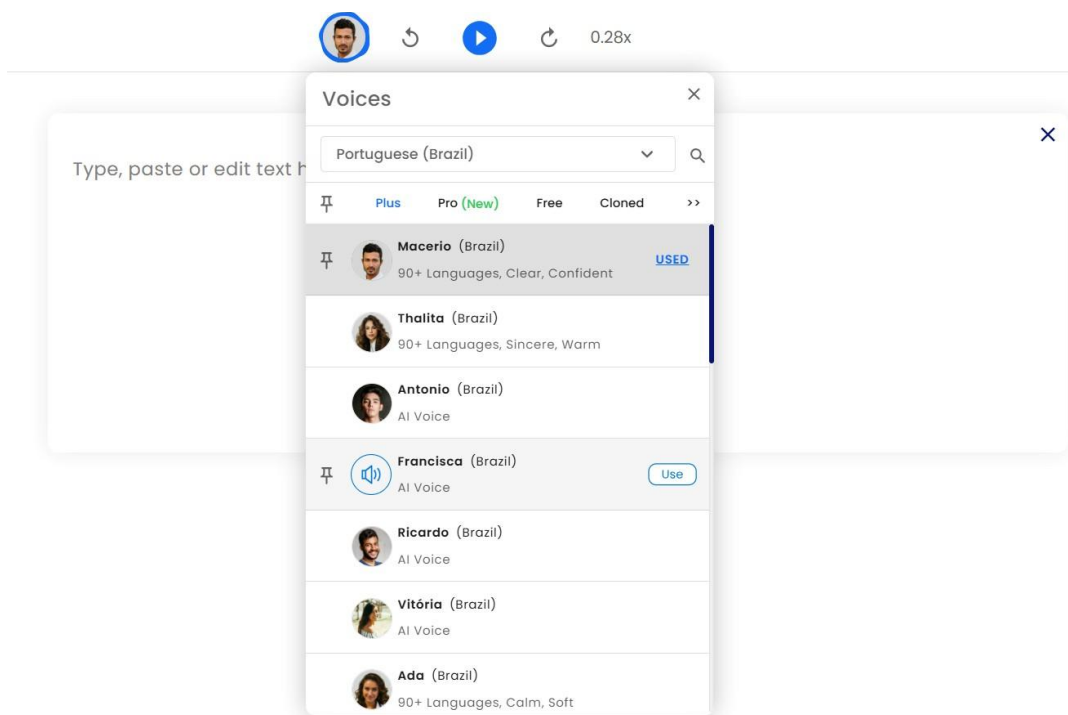 0.28x
Voices
Portuguese (Brazil)
Type, paste or edit text h
Plus Pro (New) Free Cloned >>
Macerio (Brazil)
90+ Languages, Clear, Confident
USED
Thalita (Brazil)
90+ Languages, Sincere, Warm
Antonio (Brazil)
AI Voice
Francisca (Brazil)
AI Voice
Use
Ricardo (Brazil)
AI Voice
Vitória (Brazil)
AI Voice
Ada (Brazil)
90+ Languages, Calm, Soft